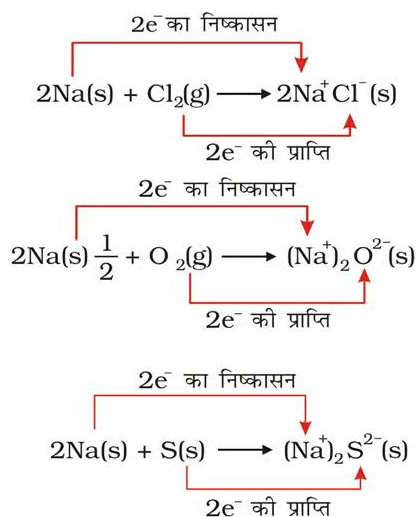 2e⁻ का निष्कासन
2Na(s) + Cl₂(g) ⟶ 2Na⁺Cl⁻(s)
2e⁻ की प्राप्ति
2e⁻ का निष्कासन
2Na(s) 1/2 + O ₂(g) ⟶ (Na⁺)₂O²⁻(s)
2e⁻ की प्राप्ति
2e⁻ का निष्कासन
2Na(s) + S(s) ⟶ (Na⁺)₂S²⁻(s)
2e⁻ की प्राप्ति